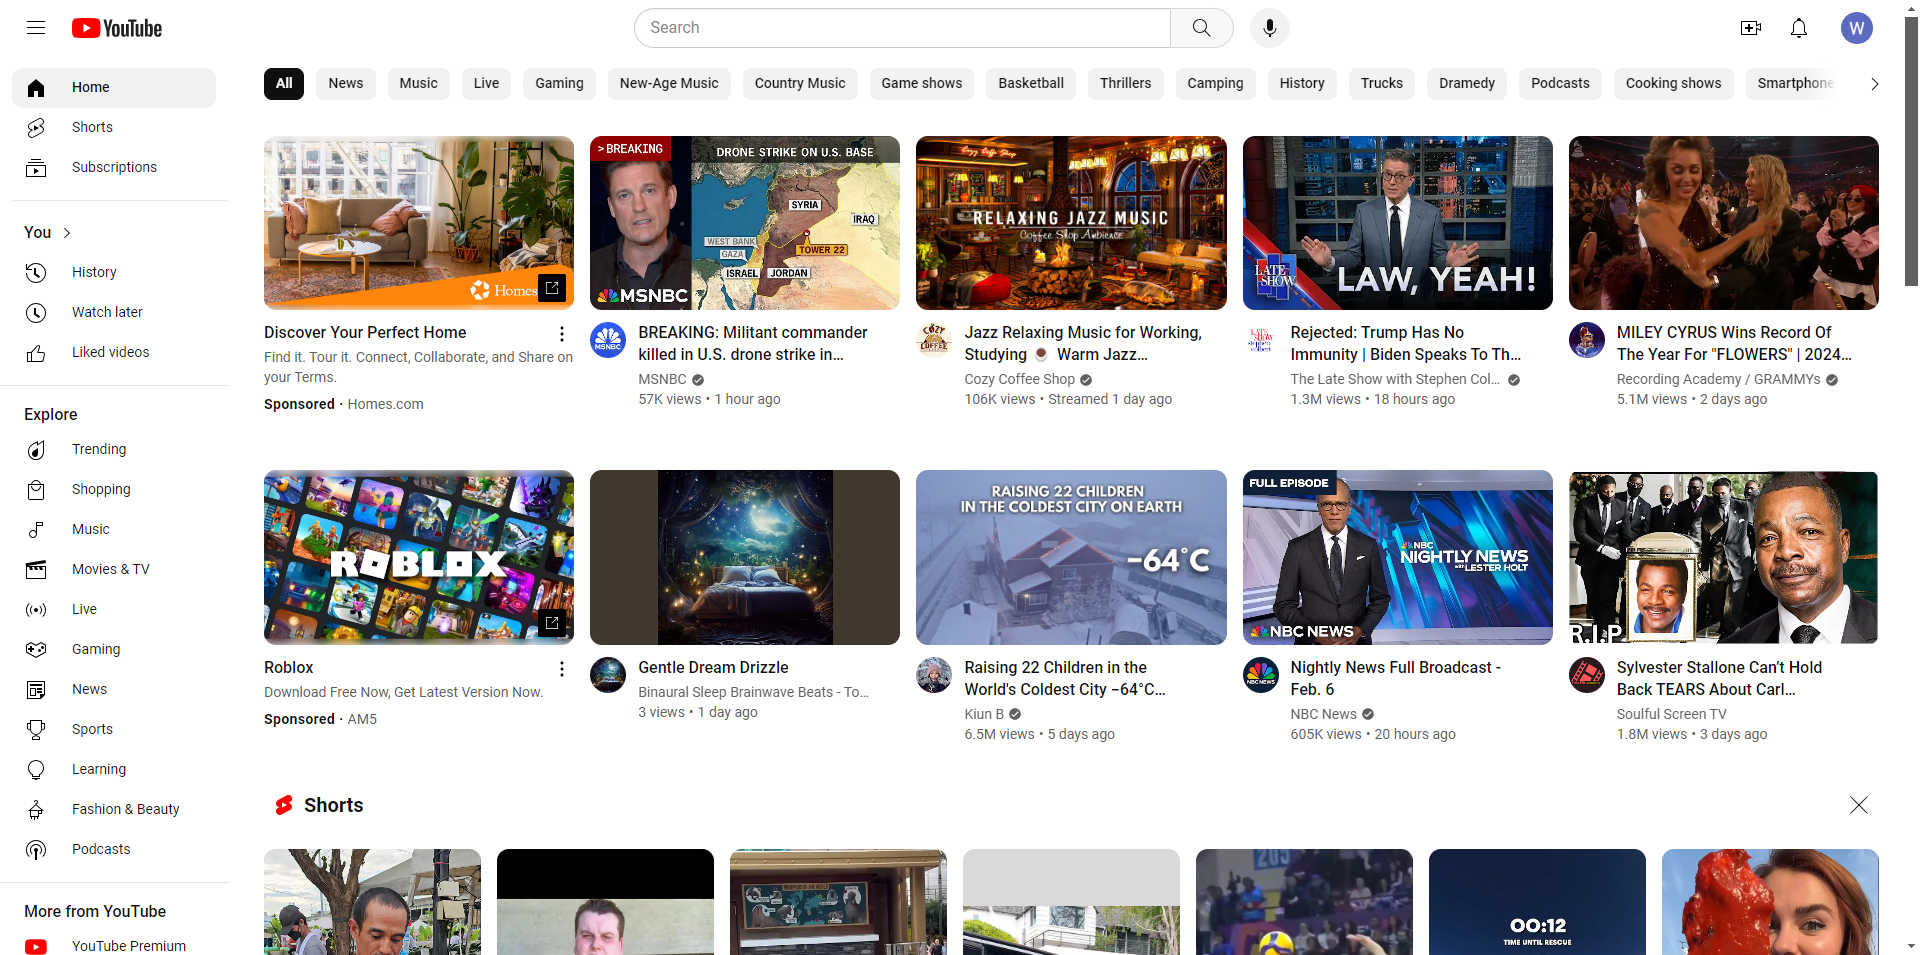 YouTube
Search
W
Home
Shorts
Subscriptions
You
History
Watch later
Liked videos
Explore
Trending
Shopping
Music
Movies & TV
Live
Gaming
News
Sports
Learning
Fashion & Beauty
Podcasts
More from YouTube
YouTube Premium
All
News
Music
Live
Gaming
New-Age Music
Country Music
Game shows
Basketball
Thrillers
Camping
History
Trucks
Dramedy
Podcasts
Cooking shows
Smartphone
Homes
Discover Your Perfect Home
Find it. Tour it. Connect, Collaborate, and Share on
your Terms.
Sponsored · Homes.com
>BREAKING
DRONE STRIKE ON U.S. BASE
SYRIA
IRAQ
WEST BANK
TOWER 22
GAZA
ISRAEL
JORDAN
MSNBC
MSNBC
BREAKING: Militant commander
killed in U.S. drone strike in...
MSNBC
57K views • 1 hour ago
Cozy Coffee Shop
RELAXING JAZZ MUSIC
Coffee Shop Ambience
COZY
COFFEE
Jazz Relaxing Music for Working,
Studying ☕ Warm Jazz...
Cozy Coffee Shop
106K views • Streamed 1 day ago
LATE
SHOW
LAW, YEAH!
LATE
SHOW
stephen
colbert
Rejected: Trump Has No
Immunity | Biden Speaks To Th...
The Late Show with Stephen Col...
1.3M views • 18 hours ago
MILEY CYRUS Wins Record Of
The Year For "FLOWERS" | 2024...
Recording Academy / GRAMMYs
5.1M views • 2 days ago
ROBLOX
Roblox
Download Free Now, Get Latest Version Now.
Sponsored · AM5
Gentle Dream Drizzle
Binaural Sleep Brainwave Beats - To...
3 views • 1 day ago
RAISING 22 CHILDREN
IN THE COLDEST CITY ON EARTH
−64°C
Raising 22 Children in the
World's Coldest City −64°C...
Kiun B
6.5M views • 5 days ago
FULL EPISODE
NBC
NIGHTLY NEWS
WITH LESTER HOLT
NBC NEWS
NBC NEWS
Nightly News Full Broadcast -
Feb. 6
NBC News
605K views • 20 hours ago
R.I.P
Sylvester Stallone Can't Hold
Back TEARS About Carl...
Soulful Screen TV
1.8M views • 3 days ago
Shorts
00:12
TIME UNTIL RESCUE